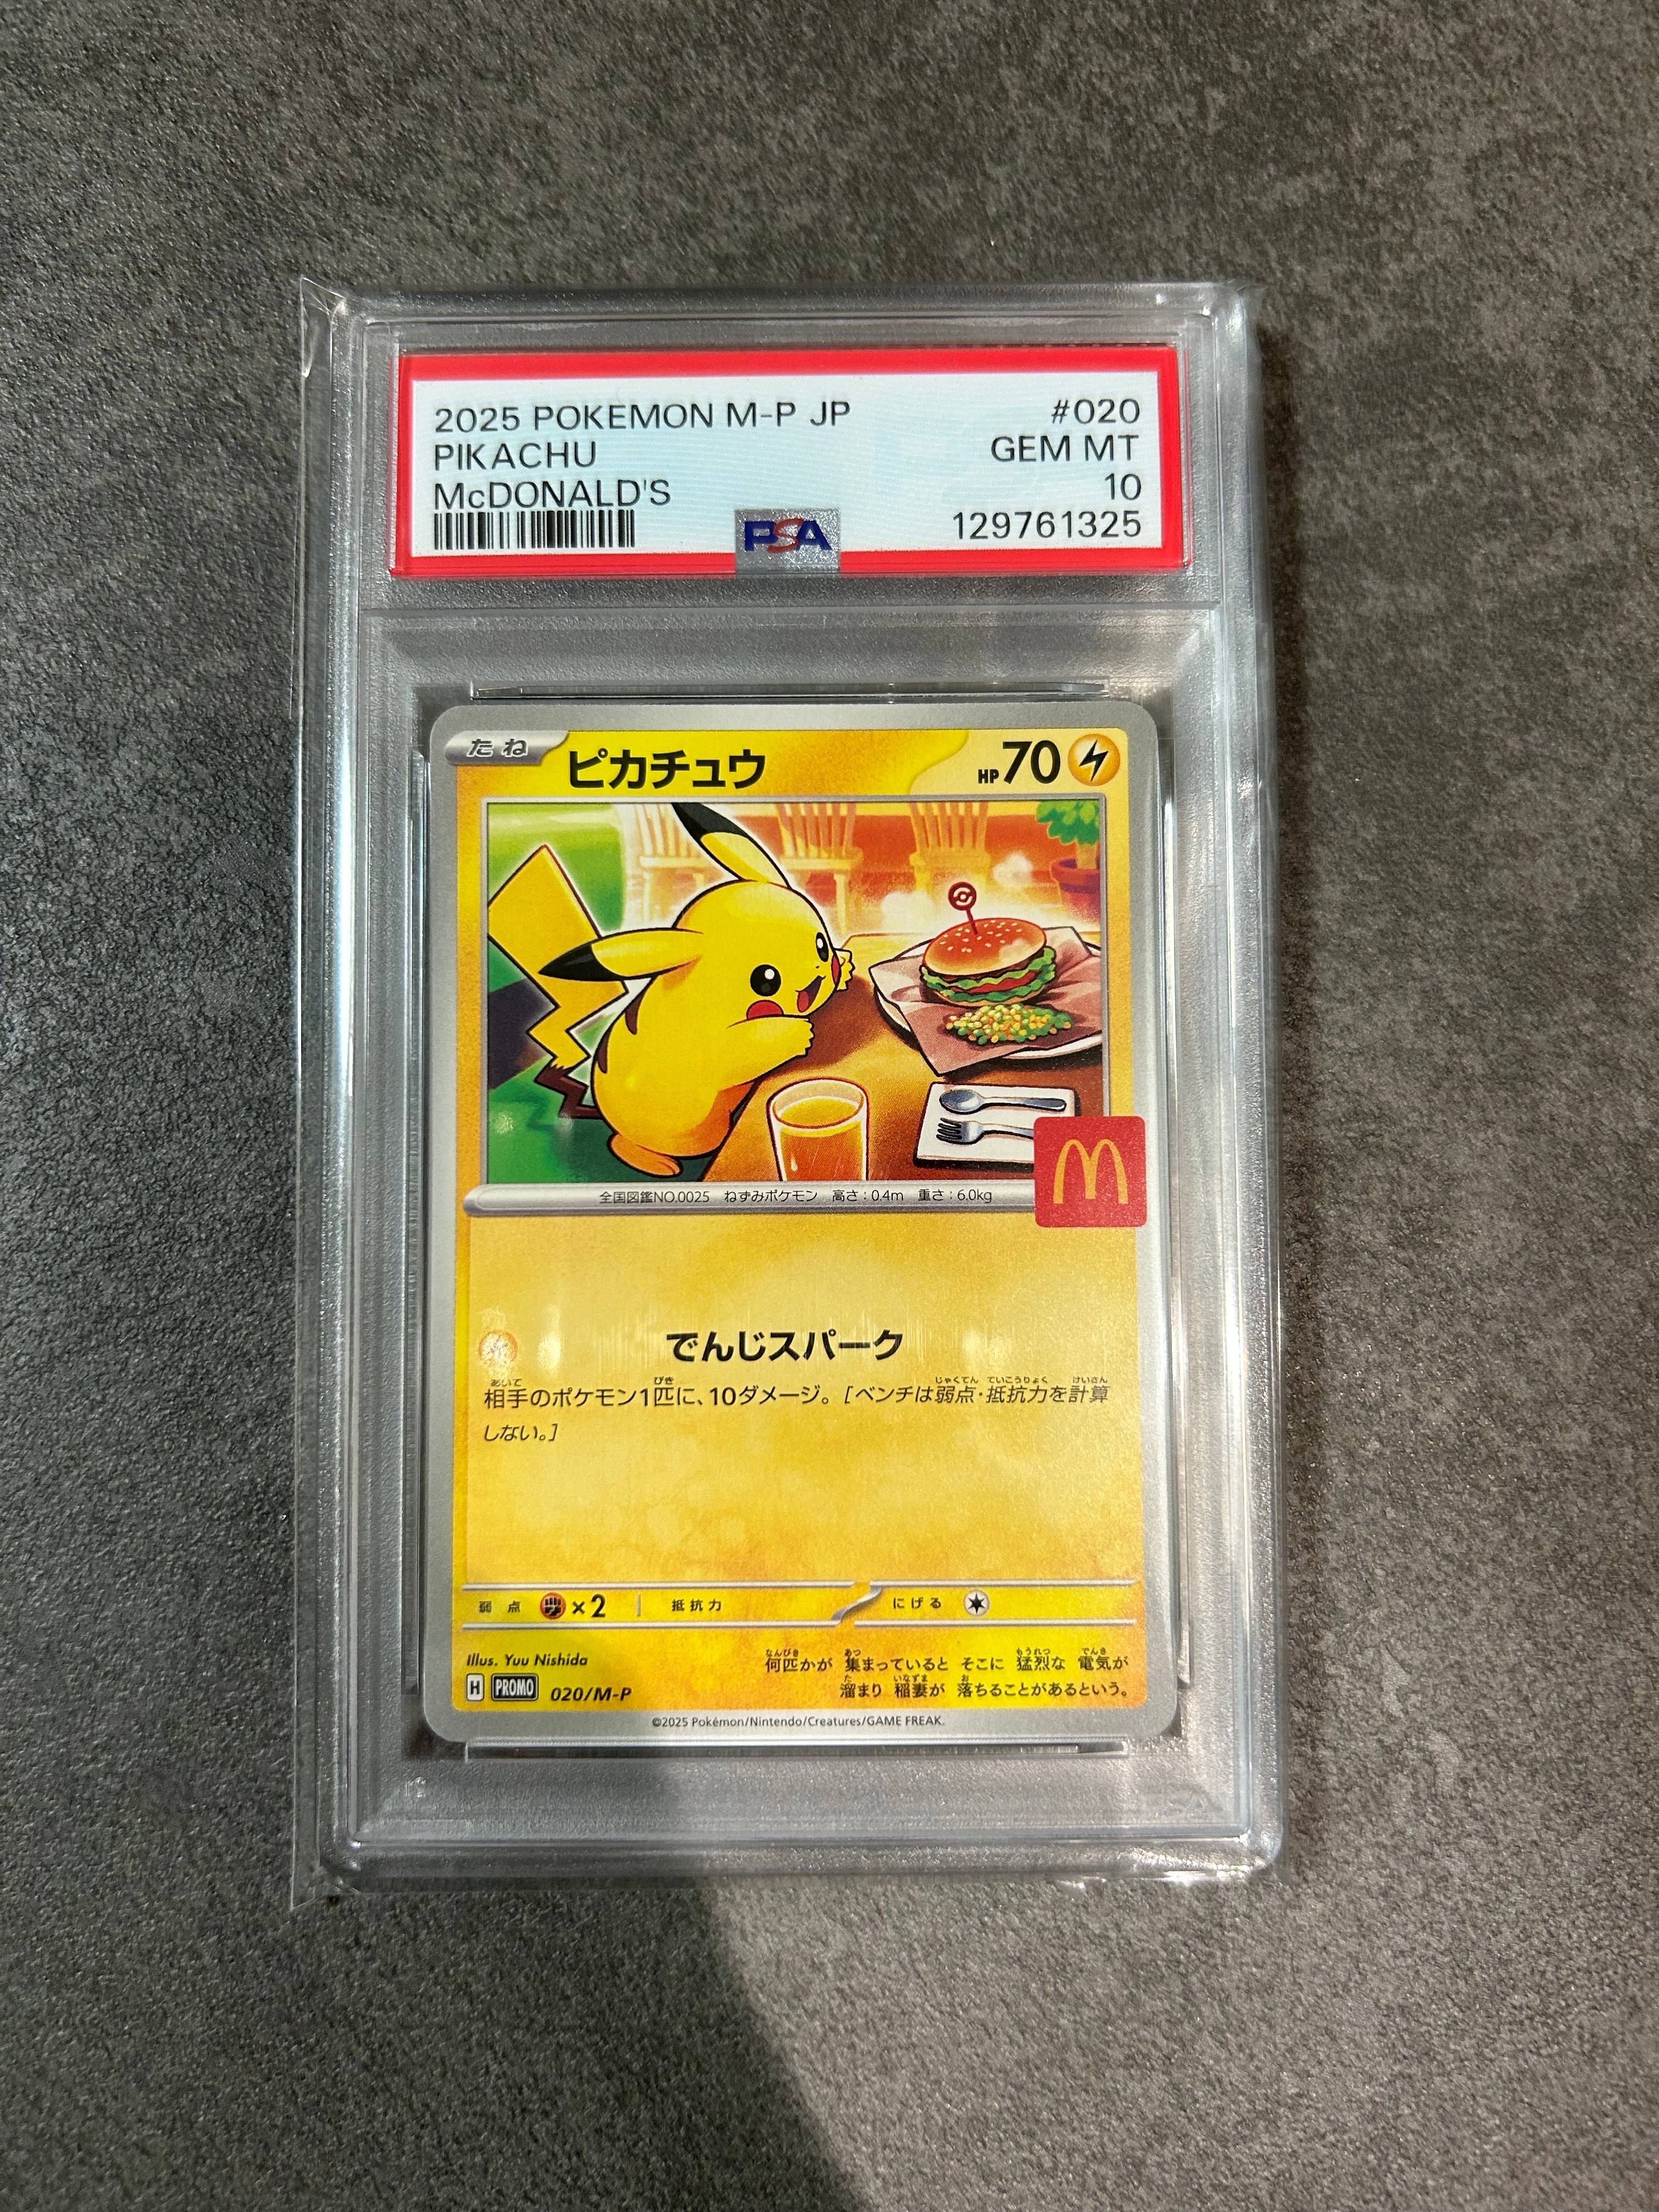 2025 POKEMON M-P JP #020
PIKACHU GEM MT
McDONALD'S 10
PSA 129761325
たね ピカチュウ HP70
全国図鑑NO.0025 ねずみポケモン 高さ:0.4m 重さ:6.0kg
でんじスパーク
相手のポケモン1匹に、10ダメージ。[ベンチは弱点・抵抗力を計算
しない。]
弱点 ×2 抵抗力 にげる
Illus. Yuu Nishida
H PROMO 020/M-P
何匹かが 集まっていると そこに 猛烈な 電気が
溜まり 稲妻が 落ちることがあるという。
©2025 Pokémon/Nintendo/Creatures/GAME FREAK.